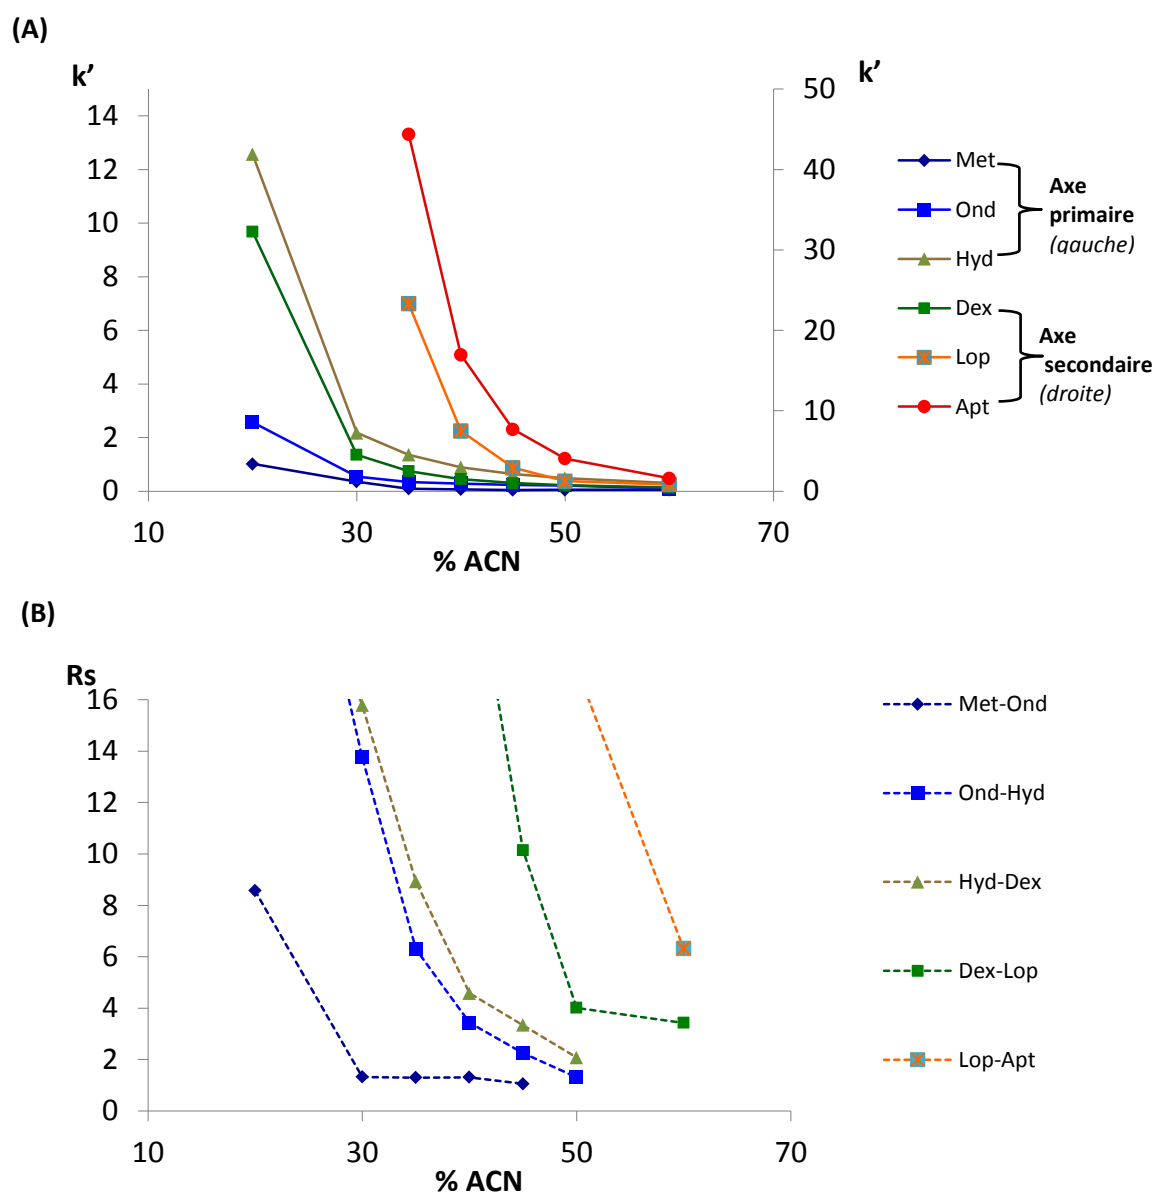 (A)
k'
k'
14
12
10
8
6
4
2
0
50
40
30
20
10
0
10
30
50
70
% ACN
Met
Ond
Hyd
Dex
Lop
Apt
Axe
primaire
(gauche)
Axe
secondaire
(droite)
(B)
Rs
16
14
12
10
8
6
4
2
0
10
30
50
70
% ACN
Met-Ond
Ond-Hyd
Hyd-Dex
Dex-Lop
Lop-Apt